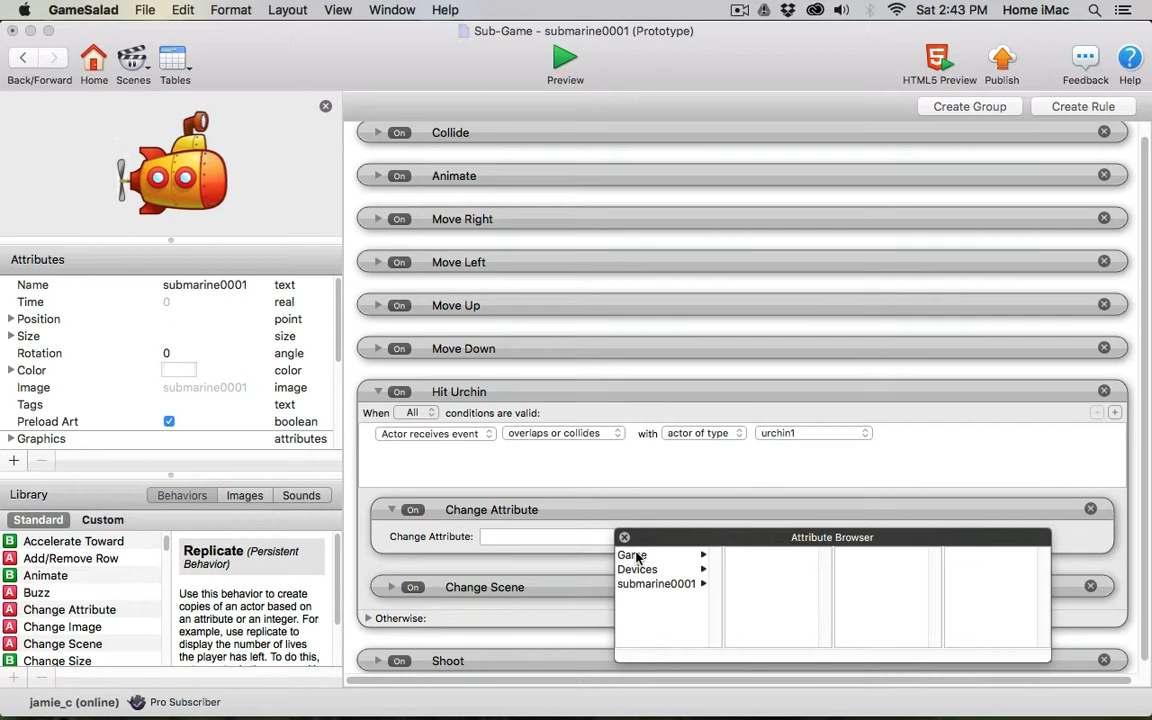 GameSalad File Edit Format Layout View Window Help Sat 2:43 PM Home iMac
Sub-Game - submarine0001 (Prototype)
Back/Forward Home Scenes Tables Preview HTML5 Preview Publish Feedback Help
Create Group Create Rule
On Collide
On Animate
On Move Right
On Move Left
On Move Up
On Move Down
On Hit Urchin
When All conditions are valid:
Actor receives event overlaps or collides with actor of type urchin1
On Change Attribute
Change Attribute:
On Change Scene
Otherwise:
On Shoot
Attribute Browser
Game
Devices
submarine0001
Attributes
Name submarine0001 text
Time 0 real
Position point
Size size
Rotation 0 angle
Color color
Image submarine0001 image
Tags text
Preload Art boolean
Graphics attributes
Library Behaviors Images Sounds
Standard Custom
A Accelerate Toward
A Add/Remove Row
B Animate
A Buzz
A Change Attribute
A Change Image
A Change Scene
B Change Size
Replicate (Persistent
Behavior)
Use this behavior to create
copies of an actor based on
an attribute or an integer. For
example, use replicate to
display the number of lives
the player has left. To do this,
jamie_c (online) Pro Subscriber